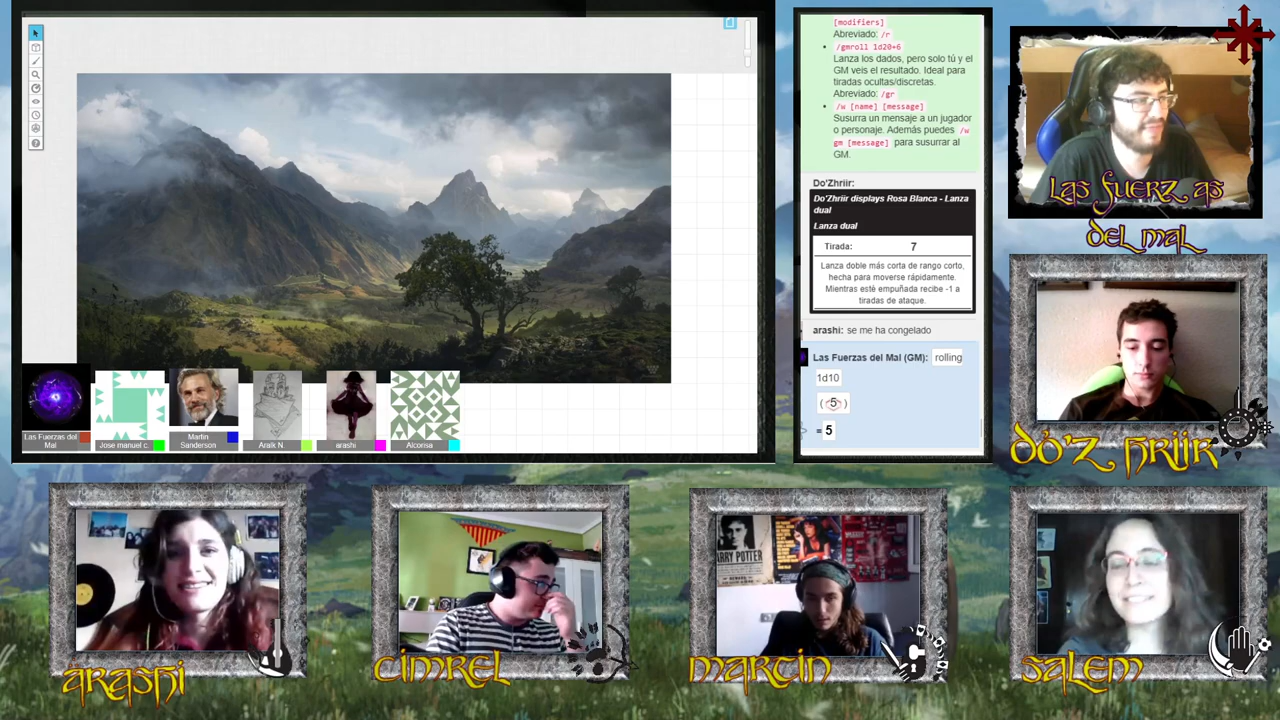 [modifiers]
Abreviado: /r
/gmroll 1d20+6
Lanza los dados, pero solo tú y el
GM veis el resultado. Ideal para
tiradas ocultas/discretas.
Abreviado: /gr
/w [name] [message]
Susurra un mensaje a un jugador
o personaje. Además puedes /w
gm [message] para susurrar al
GM.
Do'Zhriir:
Do'Zhriir displays Rosa Blanca - Lanza
dual
Lanza dual
Tirada: 7
Lanza doble más corta de rango corto,
hecha para moverse rápidamente.
Mientras esté empuñada recibe -1 a
tiradas de ataque.
arashi: se me ha congelado
Las Fuerzas del Mal (GM): rolling
1d10
(5)
= 5
Las Fuerzas del
Mal
Jose manuel c.
Martin
Sanderson
Aralk N.
arashi
Alcorisa
Las Fuerzas
del Mal
Do'Zhriir
Arashi
Cimrel
Martin
Salem
HARRY POTTER